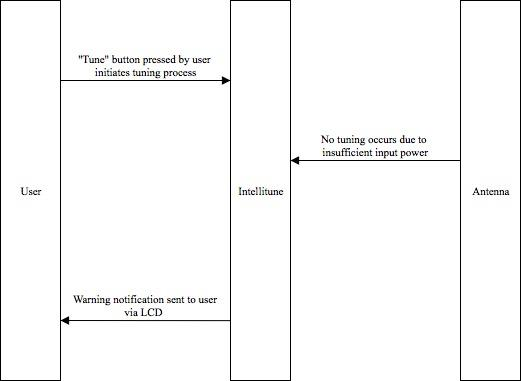 "Tune" button pressed by user
initiates tuning process
No tuning occurs due to
insufficient input power
User
Intellitune
Antenna
Warning notification sent to user
via LCD